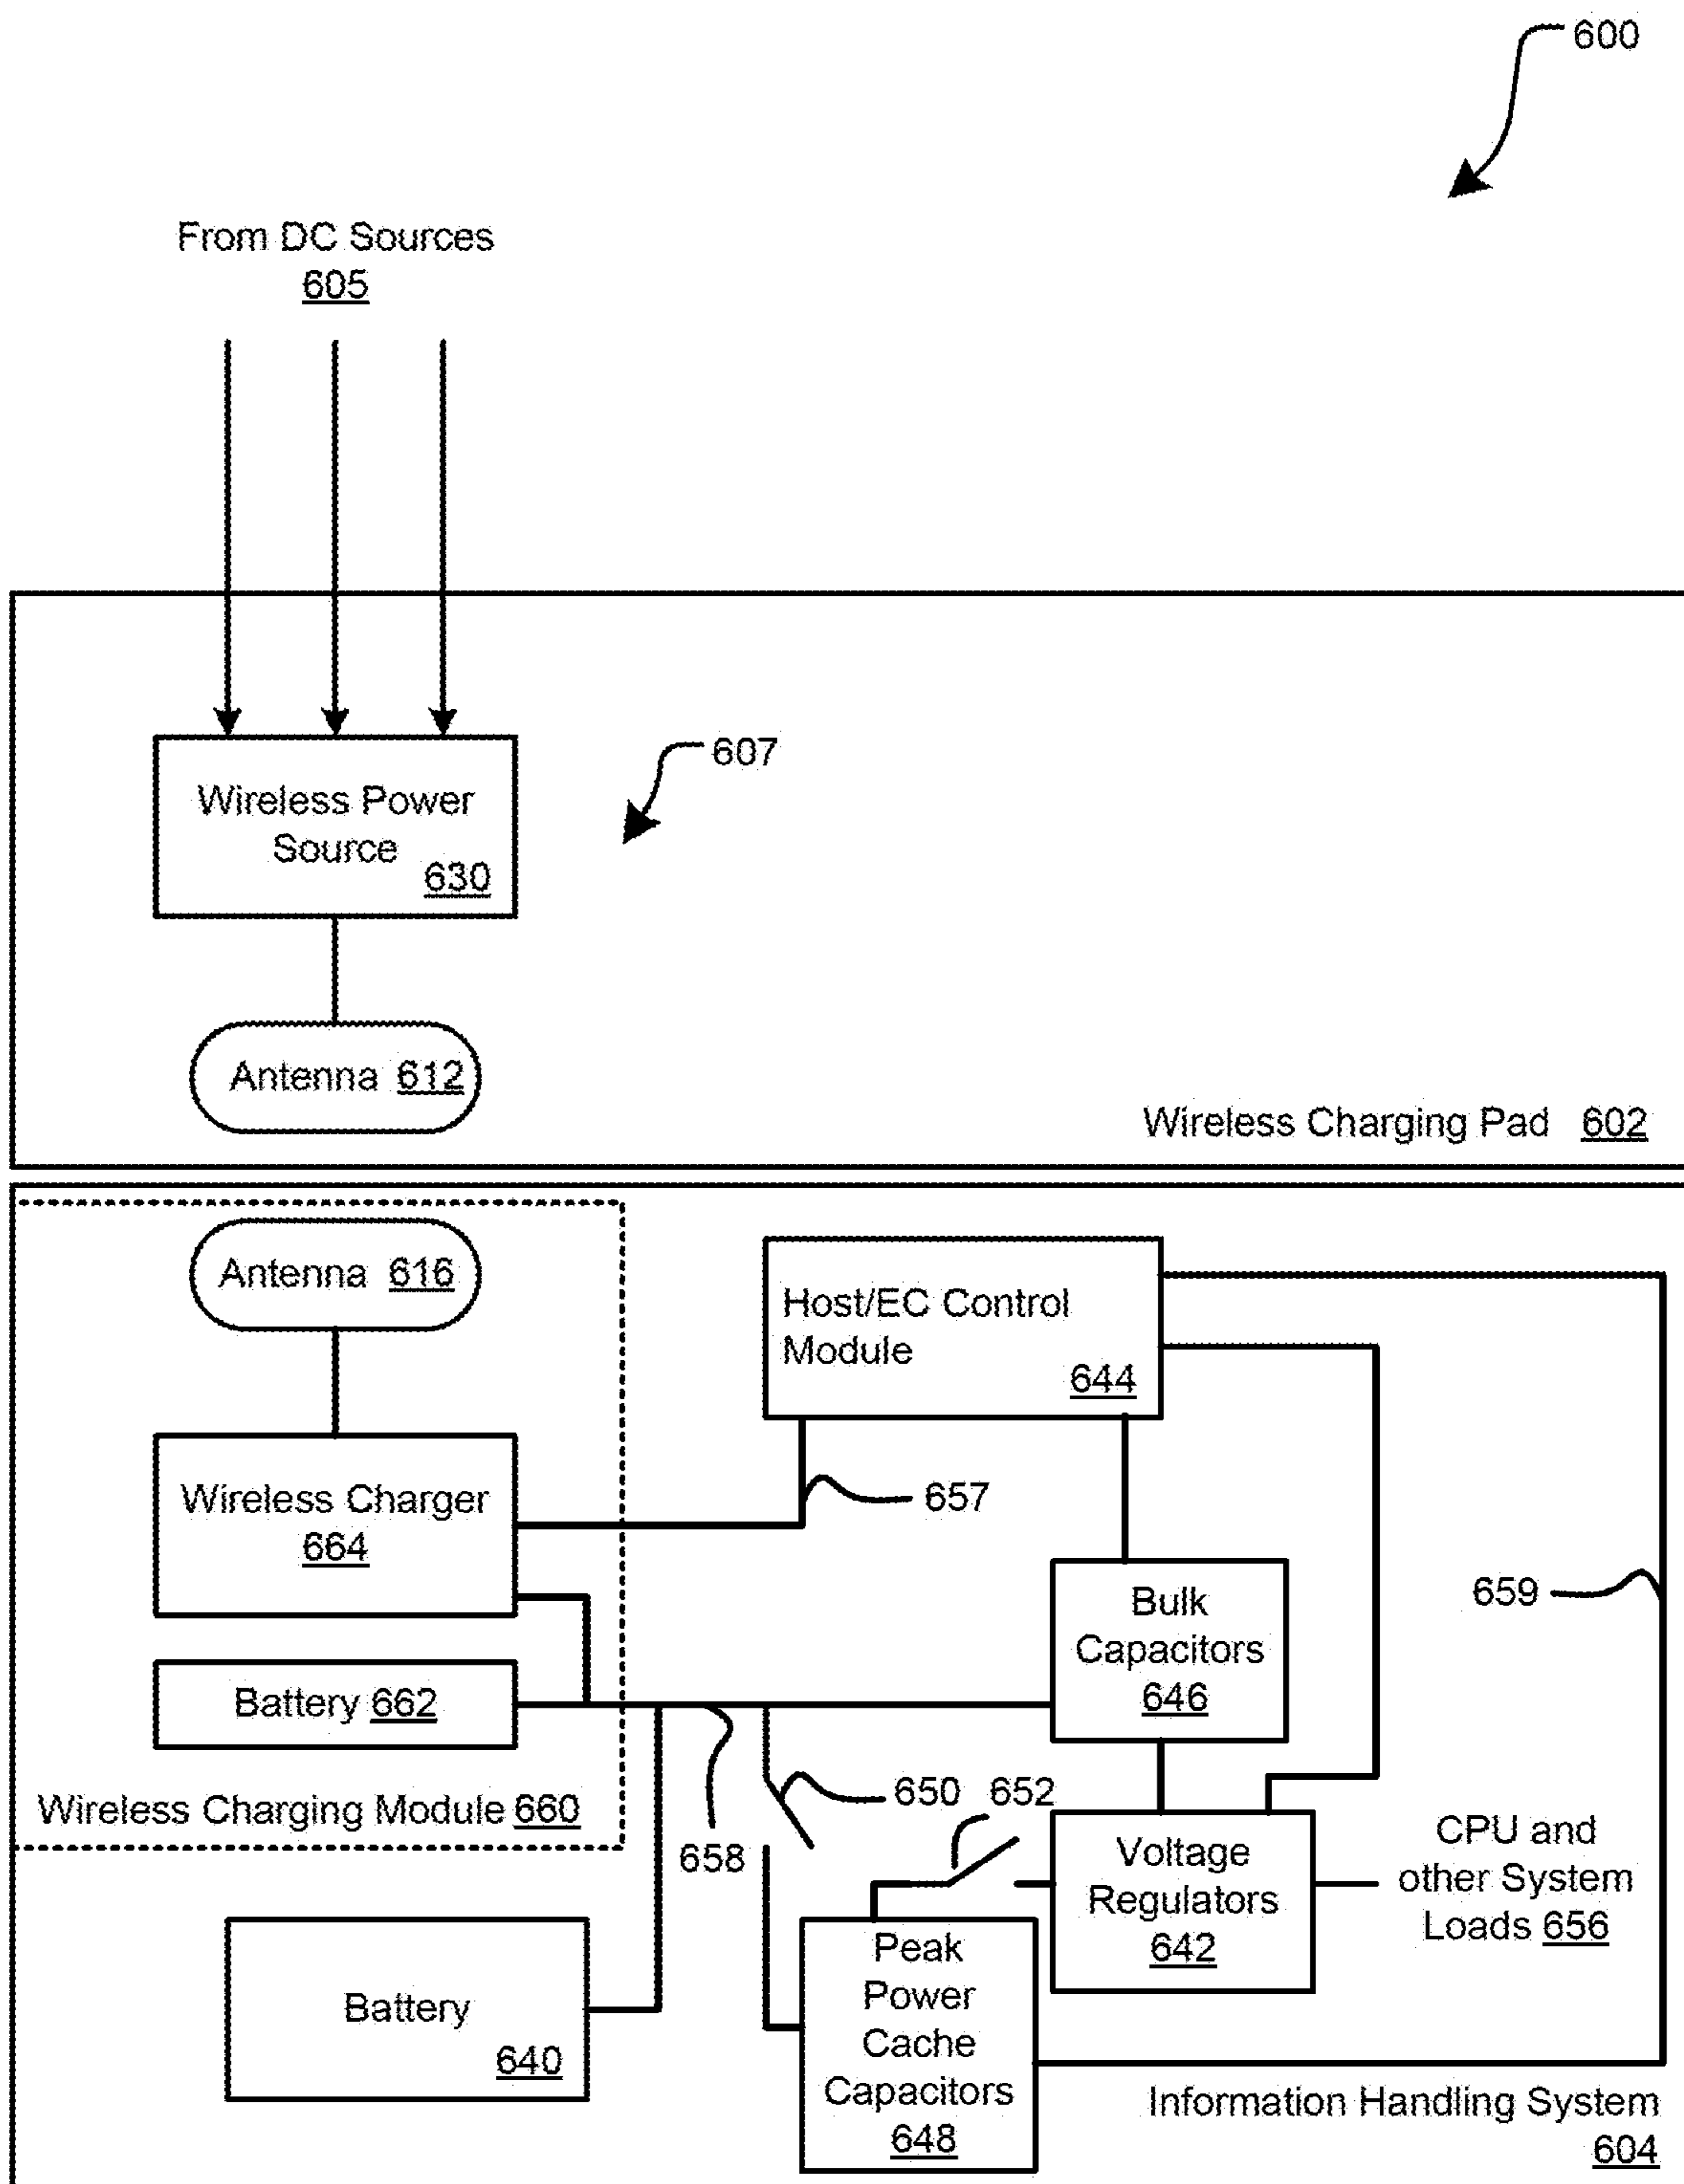 600
From DC Sources
605
607
Wireless Power
Source
630
Antenna 612
Wireless Charging Pad 602
Antenna 616
Host/EC Control
Module
644
Wireless Charger
664
657
659
Bulk
Capacitors
646
Battery 662
Wireless Charging Module 660
650
652
658
Voltage
Regulators
642
CPU and
other System
Loads 656
Battery
640
Peak
Power
Cache
Capacitors
648
Information Handling System
604